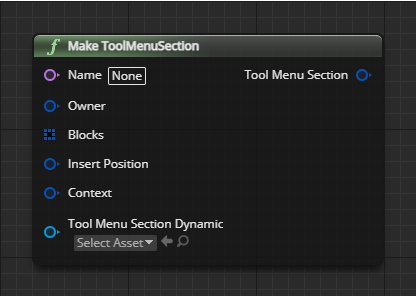 f Make ToolMenuSection
Name None Tool Menu Section
Owner
Blocks
Insert Position
Context
Tool Menu Section Dynamic
Select Asset